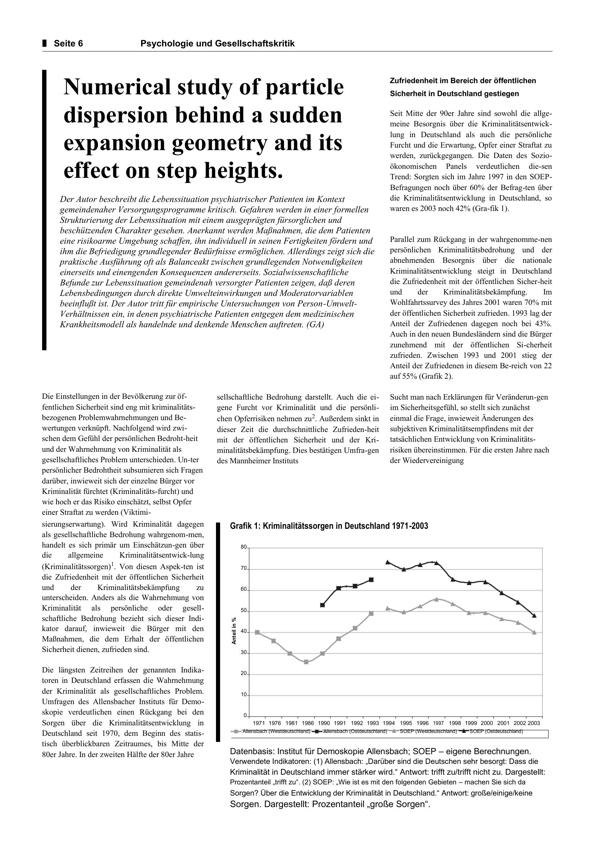 Seite 6
Psychologie und Gesellschaftskritik
Numerical study of particle
dispersion behind a sudden
expansion geometry and its
effect on step heights.
Der Autor beschreibt die Lebenssituation psychiatrischer Patienten im Kontext
gemeindenaher Versorgungsprogramme kritisch. Gefahren werden in einer formellen
Strukturierung der Lebenssituation mit einem ausgeprägten fürsorglichen und
beschützenden Charakter gesehen. Anerkannt werden Maßnahmen, die dem Patienten
eine risikoarme Umgebung schaffen, ihn individuell in seinen Fertigkeiten fördern und
ihm die Befriedigung grundlegender Bedürfnisse ermöglichen. Allerdings zeigt sich die
praktische Ausführung oft als Balanceakt zwischen grundlegenden Notwendigkeiten
einerseits und einengenden Konsequenzen andererseits. Sozialwissenschaftliche
Befunde zur Lebenssituation gemeindenah versorgter Patienten zeigen, daß deren
Lebensbedingungen durch direkte Umwelteinwirkungen und Moderatorvariablen
beeinflußt ist. Der Autor tritt für empirische Untersuchungen von Person-Umwelt-
Verhältnissen ein, in denen psychiatrische Patienten entgegen dem medizinischen
Krankheitsmodell als handelnde und denkende Menschen auftreten. (GA)
Zufriedenheit im Bereich der öffentlichen
Sicherheit in Deutschland gestiegen
Seit Mitte der 90er Jahre sind sowohl die allge-
meine Besorgnis über die Kriminalitätsentwick-
lung in Deutschland als auch die persönliche
Furcht und die Erwartung, Opfer einer Straftat zu
werden, zurückgegangen. Die Daten des Sozio-
ökonomischen Panels verdeutlichen die-sen
Trend: Sorgten sich im Jahre 1997 in den SOEP-
Befragungen noch über 60% der Befrag-ten über
die Kriminalitätsentwicklung in Deutschland, so
waren es 2003 noch 42% (Gra-fik 1).
Parallel zum Rückgang in der wahrgenomme-nen
persönlichen Kriminalitätsbedrohung und der
abnehmenden Besorgnis über die nationale
Kriminalitätsentwicklung steigt in Deutschland
die Zufriedenheit mit der öffentlichen Sicher-heit
und der Kriminalitätsbekämpfung. Im
Wohlfahrtssurvey des Jahres 2001 waren 70% mit
der öffentlichen Sicherheit zufrieden. 1993 lag der
Anteil der Zufriedenen dagegen noch bei 43%.
Auch in den neuen Bundesländern sind die Bürger
zunehmend mit der öffentlichen Si-cherheit
zufrieden. Zwischen 1993 und 2001 stieg der
Anteil der Zufriedenen in diesem Be-reich von 22
auf 55% (Grafik 2).
Die Einstellungen in der Bevölkerung zur öf-
fentlichen Sicherheit sind eng mit kriminalitäts-
bezogenen Problemwahrnehmungen und Be-
wertungen verknüpft. Nachfolgend wird zwi-
schen dem Gefühl der persönlichen Bedroht-heit
und der Wahrnehmung von Kriminalität als
gesellschaftliches Problem unterschieden. Un-ter
persönlicher Bedrohtheit subsumieren sich Fragen
darüber, inwieweit sich der einzelne Bürger vor
Kriminalität fürchtet (Kriminalitäts-furcht) und
wie hoch er das Risiko einschätzt, selbst Opfer
einer Straftat zu werden (Viktimi-
sierungserwartung). Wird Kriminalität dagegen
als gesellschaftliche Bedrohung wahrgenom-men,
handelt es sich primär um Einschätzun-gen über
die allgemeine Kriminalitätsentwick-lung
(Kriminalitätssorgen)1. Von diesen Aspek-ten ist
die Zufriedenheit mit der öffentlichen Sicherheit
und der Kriminalitätsbekämpfung zu
unterscheiden. Anders als die Wahrnehmung von
Kriminalität als persönliche oder gesell-
schaftliche Bedrohung bezieht sich dieser Indi-
kator darauf, inwieweit die Bürger mit den
Maßnahmen, die dem Erhalt der öffentlichen
Sicherheit dienen, zufrieden sind.
Die längsten Zeitreihen der genannten Indika-
toren in Deutschland erfassen die Wahrnehmung
der Kriminalität als gesellschaftliches Problem.
Umfragen des Allensbacher Instituts für Demo-
skopie verdeutlichen einen Rückgang bei den
Sorgen über die Kriminalitätsentwicklung in
Deutschland seit 1970, dem Beginn des statis-
tisch überblickbaren Zeitraumes, bis Mitte der
80er Jahre. In der zweiten Hälfte der 80er Jahre
sellschaftliche Bedrohung darstellt. Auch die ei-
gene Furcht vor Kriminalität und die persönli-
chen Opferrisiken nehmen zu2. Außerdem sinkt in
dieser Zeit die durchschnittliche Zufrieden-heit
mit der öffentlichen Sicherheit und der Kri-
minalitätsbekämpfung. Dies bestätigen Umfra-gen
des Mannheimer Instituts
Sucht man nach Erklärungen für Veränderun-gen
im Sicherheitsgefühl, so stellt sich zunächst
einmal die Frage, inwieweit Änderungen des
subjektiven Kriminalitätsempfindens mit der
tatsächlichen Entwicklung von Kriminalitäts-
risiken übereinstimmen. Für die ersten Jahre nach
der Wiedervereinigung
Grafik 1: Kriminalitätssorgen in Deutschland 1971-2003
Anteil in %
80
70
60
50
40
30
20
10
0
1971 1976 1981 1986 1990 1991 1992 1993 1994 1995 1996 1997 1998 1999 2000 2001 2002 2003
Allensbach (Westdeutschland) Allensbach (Ostdeutschland) SOEP (Westdeutschland) SOEP (Ostdeutschland)
Datenbasis: Institut für Demoskopie Allensbach; SOEP – eigene Berechnungen.
Verwendete Indikatoren: (1) Allensbach: „Darüber sind die Deutschen sehr besorgt: Dass die
Kriminalität in Deutschland immer stärker wird.“ Antwort: trifft zu/trifft nicht zu. Dargestellt:
Prozentanteil „trifft zu“. (2) SOEP: „Wie ist es mit den folgenden Gebieten – machen Sie sich da
Sorgen? Über die Entwicklung der Kriminalität in Deutschland.“ Antwort: große/einige/keine
Sorgen. Dargestellt: Prozentanteil „große Sorgen“.